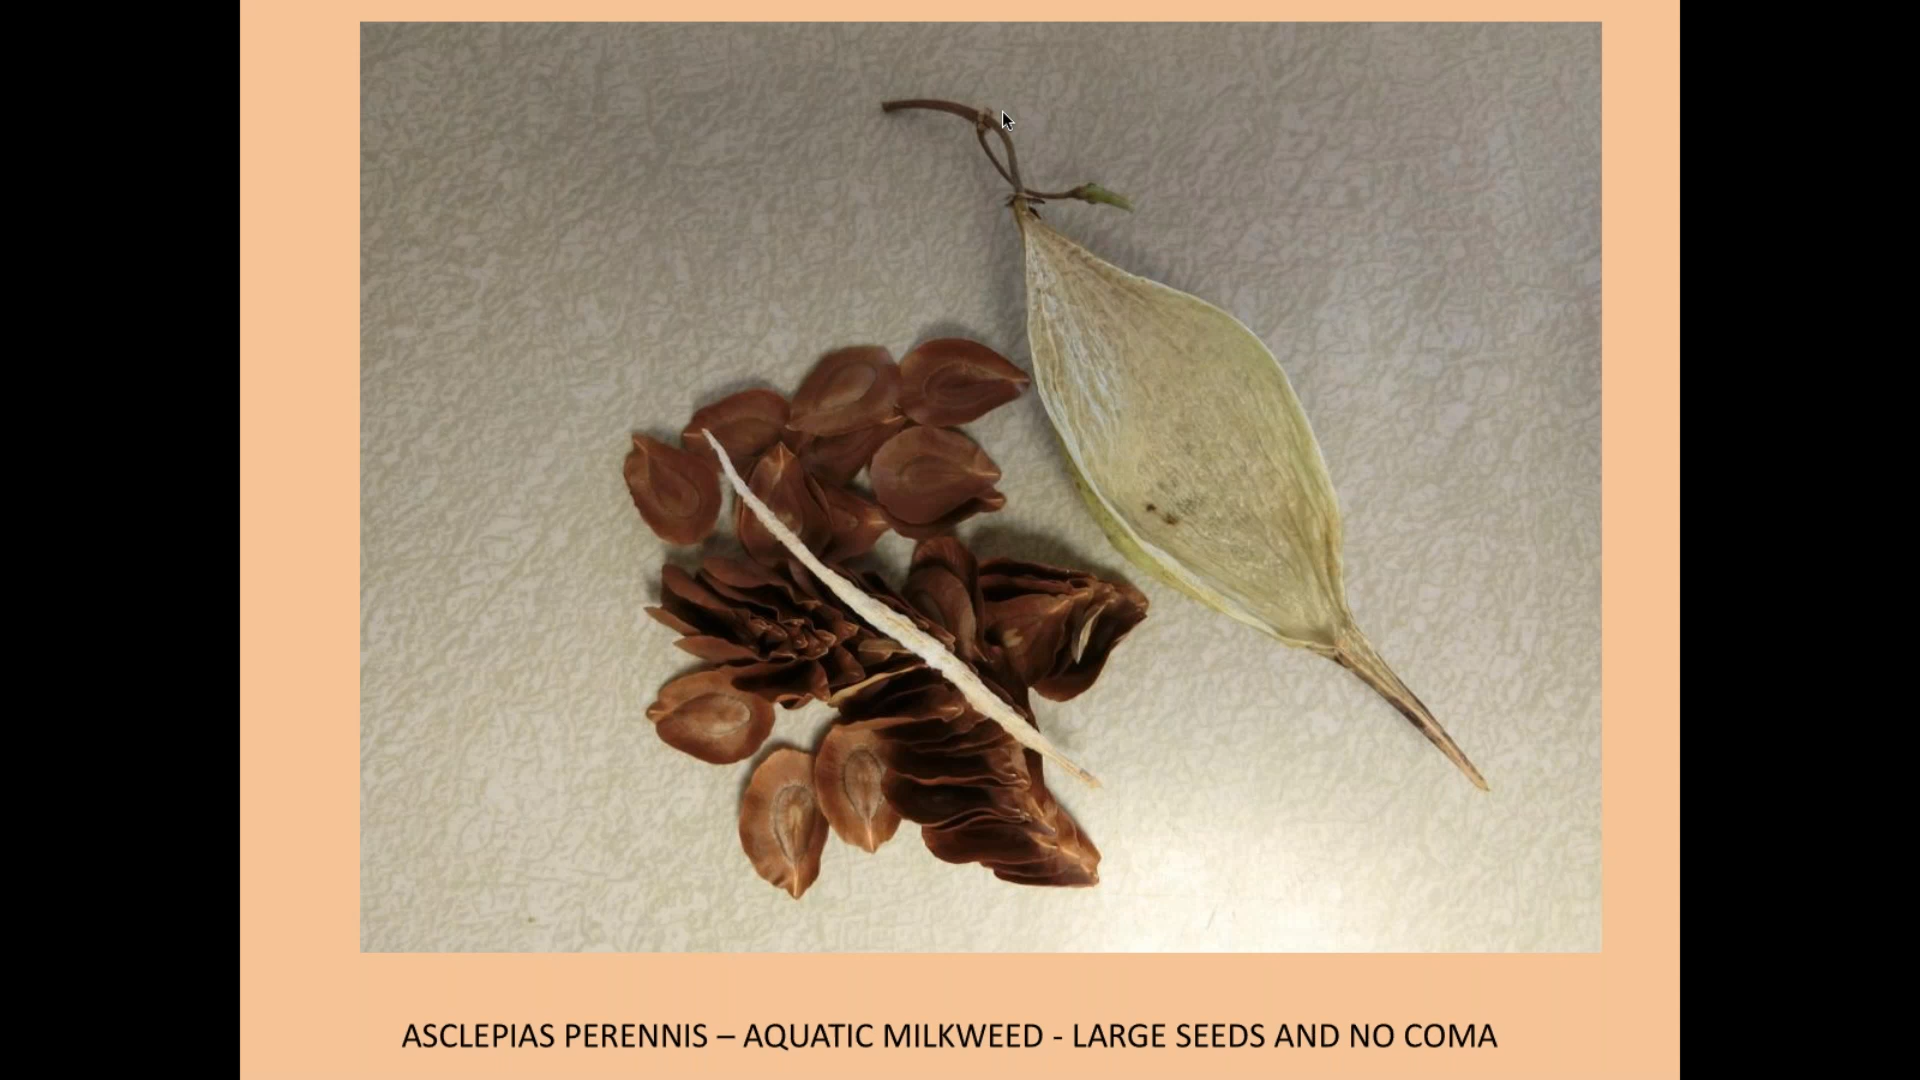 ASCLEPIAS PERENNIS – AQUATIC MILKWEED - LARGE SEEDS AND NO COMA